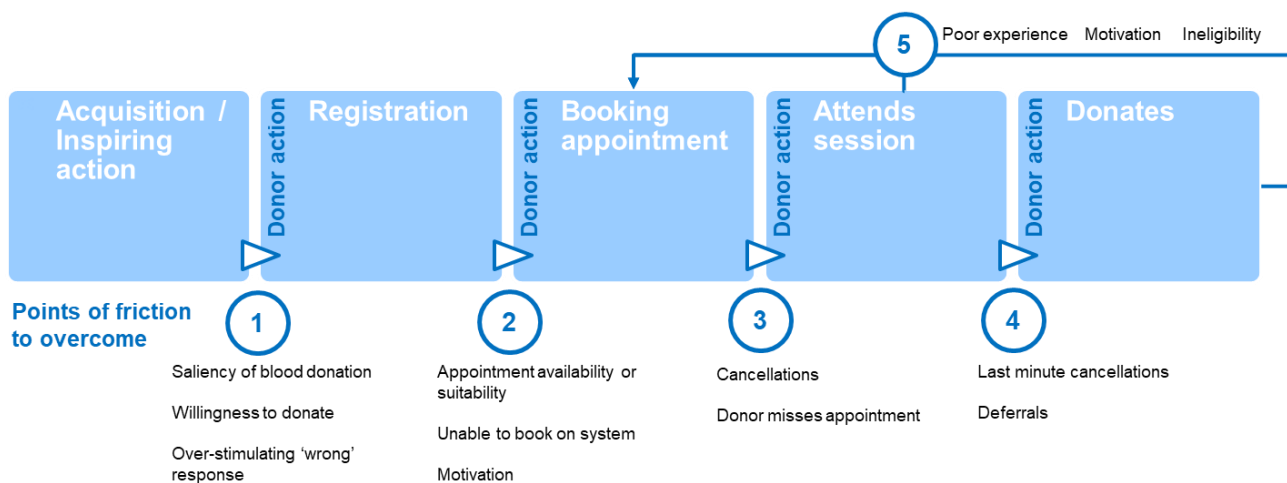 5
Poor experience Motivation Ineligibility
Acquisition /
Inspiring
action
Donor action
Registration
Donor action
Booking
appointment
Donor action
Attends
session
Donor action
Donates
Points of friction
to overcome
1
Saliency of blood donation
Willingness to donate
Over-stimulating ‘wrong’
response
2
Appointment availability or
suitability
Unable to book on system
Motivation
3
Cancellations
Donor misses appointment
4
Last minute cancellations
Deferrals